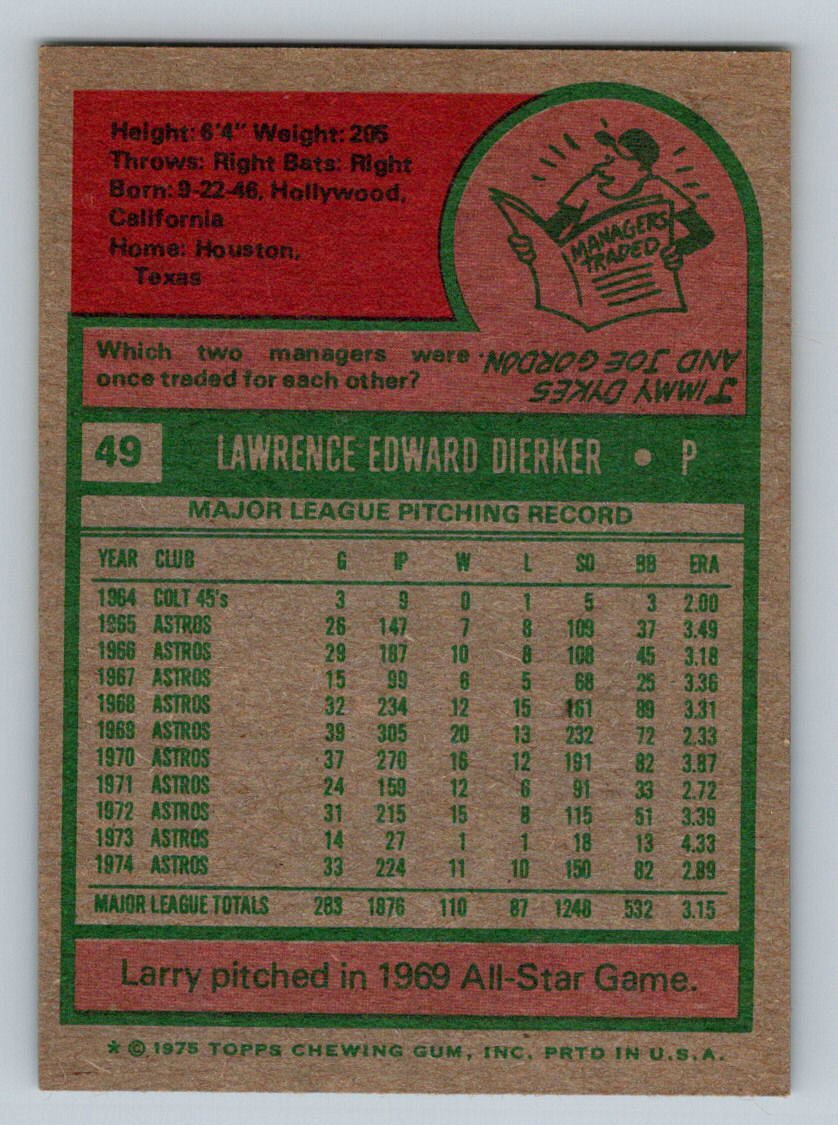 Height: 6'4" Weight: 205
Throws: Right Bats: Right
Born: 9-22-46, Hollywood,
California
Home: Houston,
Texas
MANAGERS
TRADED
Which two managers were
once traded for each other?
JIMMY DYKES
AND JOE GORDON.
49 LAWRENCE EDWARD DIERKER • P
MAJOR LEAGUE PITCHING RECORD
YEAR CLUB G IP W L SO BB ERA
1964 COLT 45's 3 9 0 1 5 3 2.00
1965 ASTROS 26 147 7 8 109 37 3.49
1966 ASTROS 29 187 10 8 108 45 3.18
1967 ASTROS 15 99 6 5 68 25 3.36
1968 ASTROS 32 234 12 15 161 89 3.31
1969 ASTROS 39 305 20 13 232 72 2.33
1970 ASTROS 37 270 16 12 191 82 3.87
1971 ASTROS 24 159 12 6 91 33 2.72
1972 ASTROS 31 215 15 8 115 51 3.39
1973 ASTROS 14 27 1 1 18 13 4.33
1974 ASTROS 33 224 11 10 150 82 2.89
MAJOR LEAGUE TOTALS 283 1876 110 87 1248 532 3.15
Larry pitched in 1969 All-Star Game.
* © 1975 TOPPS CHEWING GUM, INC. PRTD IN U.S.A.